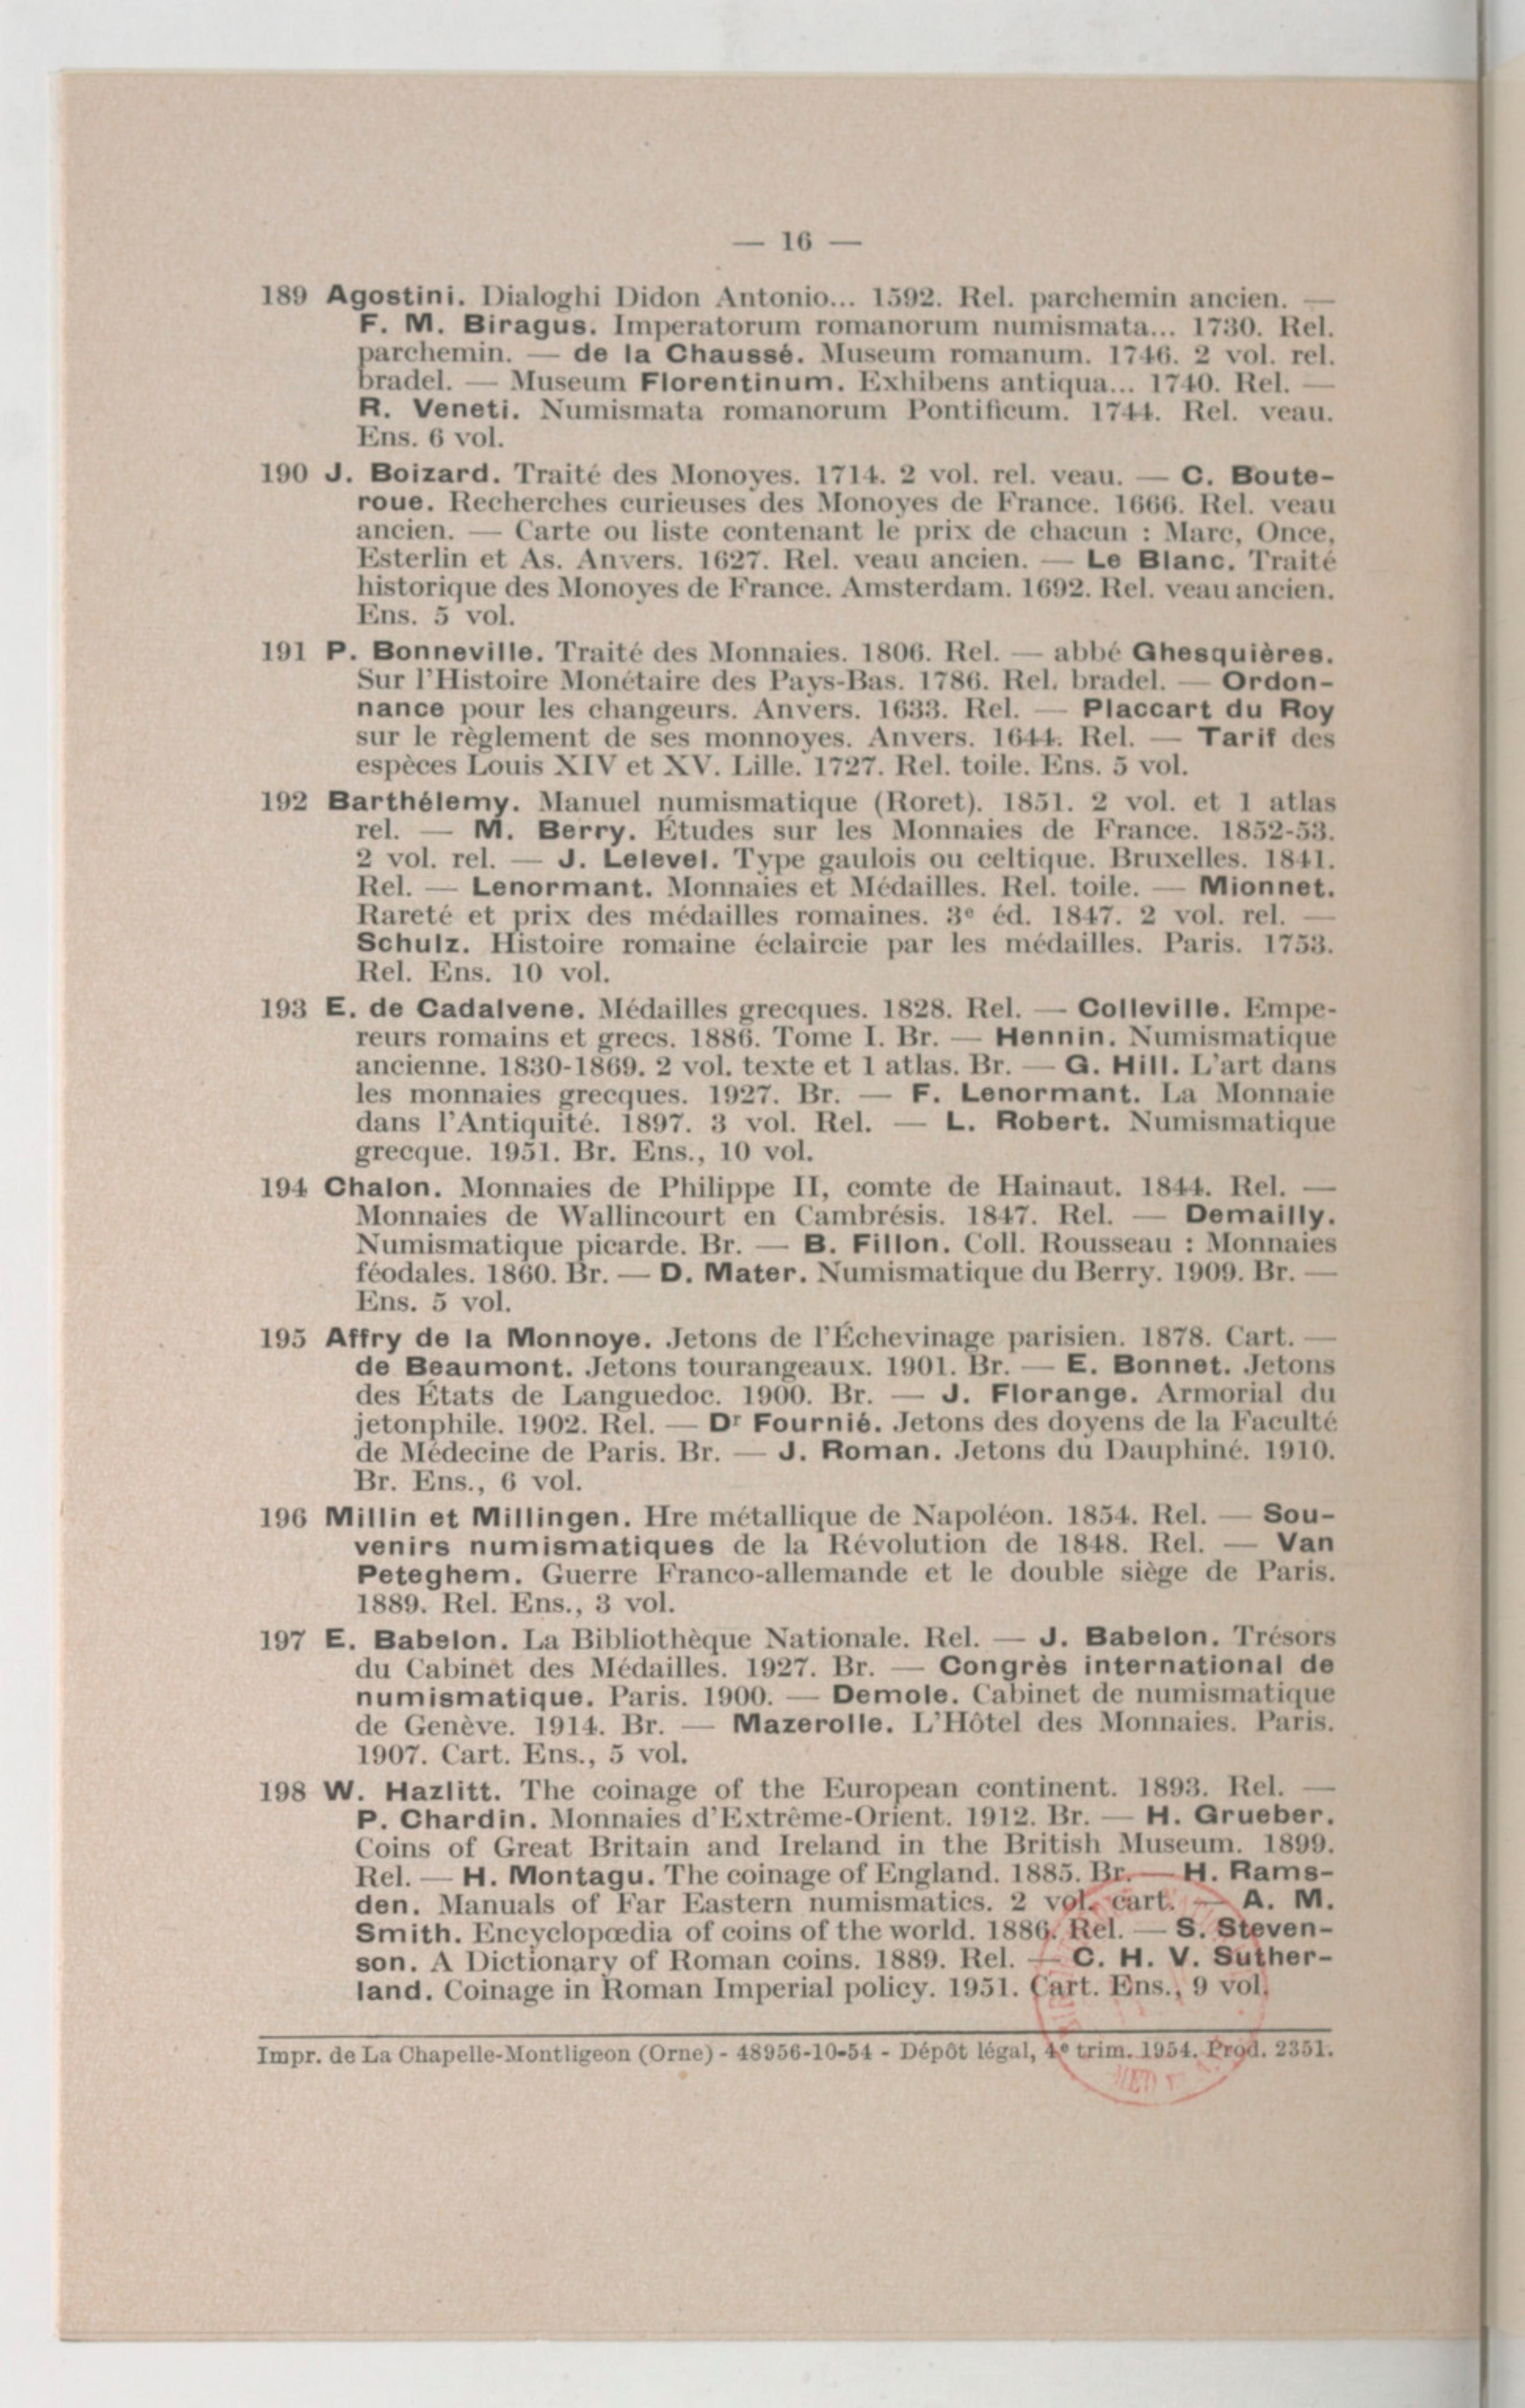 — 16 —
189 Agostini. Dialoghi Didon Antonio... 1592. Rel. parchemin ancien. —
F. M. Biragus. Imperatorum romanorum numismata... 1730. Rel.
parchemin. — de la Chaussé. Museum romanum. 1746. 2 vol. rel.
bradel. — Museum Florentinum. Exhibens antiqua... 1740. Rel. —
R. Veneti. Numismata romanorum Pontificum. 1744. Rel. veau.
Ens. 6 vol.
190 J. Boizard. Traité des Monoyes. 1714. 2 vol. rel. veau. — C. Boute-
roue. Recherches curieuses des Monoyes de France. 1666. Rel. veau
ancien. — Carte ou liste contenant le prix de chacun : Marc, Once,
Esterlin et As. Anvers. 1627. Rel. veau ancien. — Le Blanc. Traité
historique des Monoyes de France. Amsterdam. 1692. Rel. veau ancien.
Ens. 5 vol.
191 P. Bonneville. Traité des Monnaies. 1806. Rel. — abbé Ghesquières.
Sur l'Histoire Monétaire des Pays-Bas. 1786. Rel. bradel. — Ordon-
nance pour les changeurs. Anvers. 1633. Rel. — Placcart du Roy
sur le règlement de ses monnoyes. Anvers. 1644. Rel. — Tarif des
espèces Louis XIV et XV. Lille. 1727. Rel. toile. Ens. 5 vol.
192 Barthélemy. Manuel numismatique (Roret). 1851. 2 vol. et 1 atlas
rel. — M. Berry. Études sur les Monnaies de France. 1852-53.
2 vol. rel. — J. Lelevel. Type gaulois ou celtique. Bruxelles. 1841.
Rel. — Lenormant. Monnaies et Médailles. Rel. toile. — Mionnet.
Rareté et prix des médailles romaines. 3e éd. 1847. 2 vol. rel. —
Schulz. Histoire romaine éclaircie par les médailles. Paris. 1753.
Rel. Ens. 10 vol.
193 E. de Cadalvene. Médailles grecques. 1828. Rel. — Colleville. Empe-
reurs romains et grecs. 1886. Tome I. Br. — Hennin. Numismatique
ancienne. 1830-1869. 2 vol. texte et 1 atlas. Br. — G. Hill. L'art dans
les monnaies grecques. 1927. Br. — F. Lenormant. La Monnaie
dans l'Antiquité. 1897. 3 vol. Rel. — L. Robert. Numismatique
grecque. 1951. Br. Ens., 10 vol.
194 Chalon. Monnaies de Philippe II, comte de Hainaut. 1844. Rel. —
Monnaies de Wallincourt en Cambrésis. 1847. Rel. — Demailly.
Numismatique picarde. Br. — B. Fillon. Coll. Rousseau : Monnaies
féodales. 1860. Br. — D. Mater. Numismatique du Berry. 1909. Br. —
Ens. 5 vol.
195 Affry de la Monnoye. Jetons de l'Échevinage parisien. 1878. Cart. —
de Beaumont. Jetons tourangeaux. 1901. Br. — E. Bonnet. Jetons
des États de Languedoc. 1900. Br. — J. Florange. Armorial du
jetonphile. 1902. Rel. — Dr Fournié. Jetons des doyens de la Faculté
de Médecine de Paris. Br. — J. Roman. Jetons du Dauphiné. 1910.
Br. Ens., 6 vol.
196 Millin et Millingen. Hre métallique de Napoléon. 1854. Rel. — Sou-
venirs numismatiques de la Révolution de 1848. Rel. — Van
Peteghem. Guerre Franco-allemande et le double siège de Paris.
1889. Rel. Ens., 3 vol.
197 E. Babelon. La Bibliothèque Nationale. Rel. — J. Babelon. Trésors
du Cabinet des Médailles. 1927. Br. — Congrès international de
numismatique. Paris. 1900. — Demole. Cabinet de numismatique
de Genève. 1914. Br. — Mazerolle. L'Hôtel des Monnaies. Paris.
1907. Cart. Ens., 5 vol.
198 W. Hazlitt. The coinage of the European continent. 1893. Rel. —
P. Chardin. Monnaies d'Extrême-Orient. 1912. Br. — H. Grueber.
Coins of Great Britain and Ireland in the British Museum. 1899.
Rel. — H. Montagu. The coinage of England. 1885. Br. — H. Rams-
den. Manuals of Far Eastern numismatics. 2 vol. cart. — A. M.
Smith. Encyclopœdia of coins of the world. 1886. Rel. — S. Steven-
son. A Dictionary of Roman coins. 1889. Rel. — C. H. V. Suther-
land. Coinage in Roman Imperial policy. 1951. Cart. Ens., 9 vol.
Impr. de La Chapelle-Montligeon (Orne) - 48956-10-54 - Dépôt légal, 4e trim. 1954. Prod. 2351.